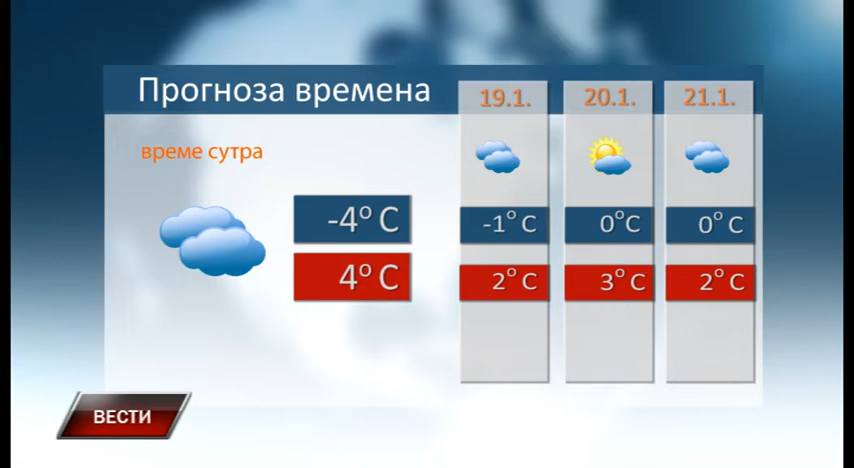 Прогноза времена
време сутра
-4° C
4° C
19.1. 20.1. 21.1.
-1° C 0°C 0° C
2° C 3° C 2° C
ВЕСТИ